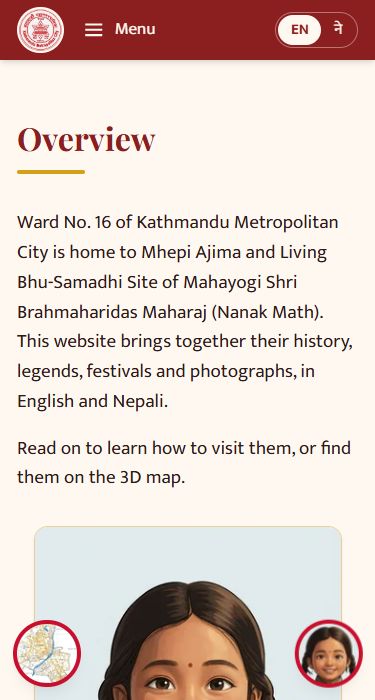 Menu
EN
ने
Overview
Ward No. 16 of Kathmandu Metropolitan
City is home to Mhepi Ajima and Living
Bhu-Samadhi Site of Mahayogi Shri
Brahmaharidas Maharaj (Nanak Math).
This website brings together their history,
legends, festivals and photographs, in
English and Nepali.
Read on to learn how to visit them, or find
them on the 3D map.